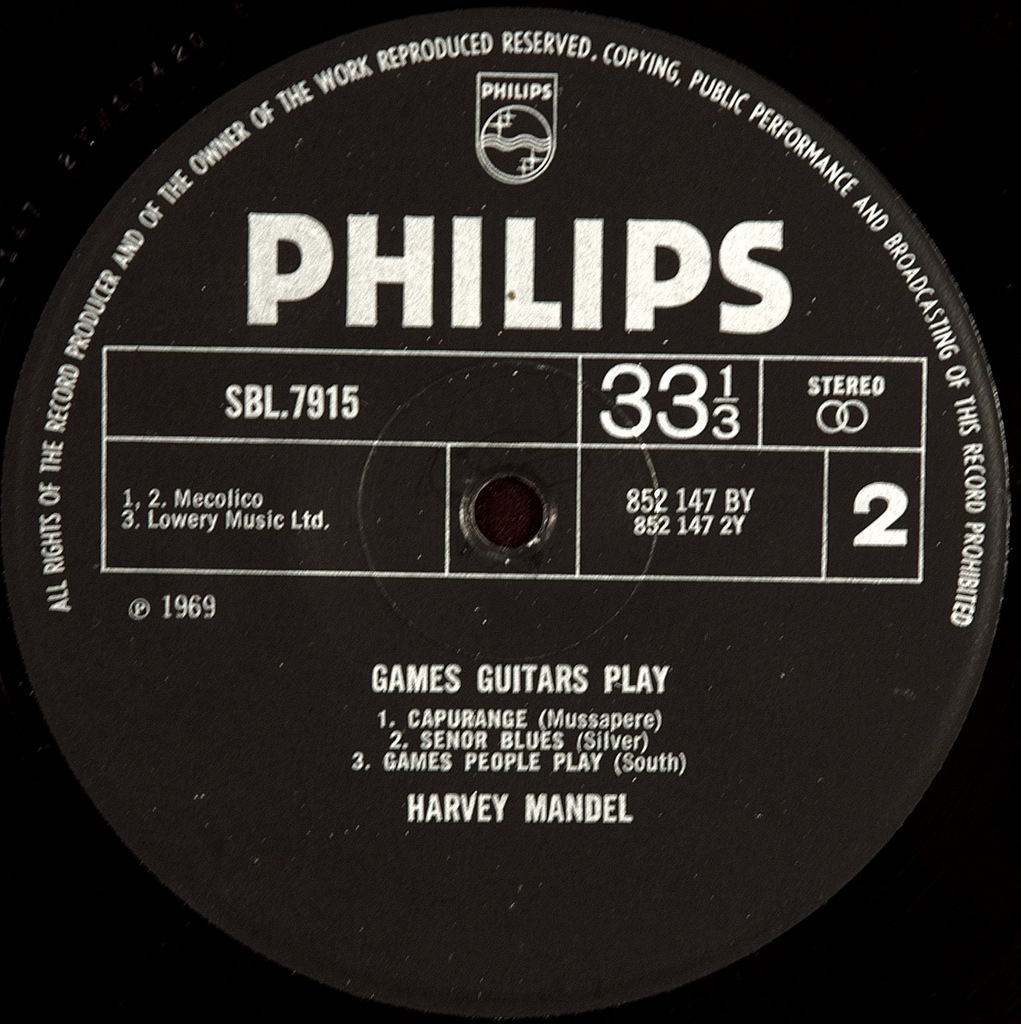 ALL RIGHTS OF THE RECORD PRODUCER AND OF THE OWNER OF THE WORK REPRODUCED RESERVED. COPYING, PUBLIC PERFORMANCE AND BROADCASTING OF THIS RECORD PROHIBITED
PHILIPS
PHILIPS
SBL.7915
33 1/3
STEREO
1, 2. Mecolico
3. Lowery Music Ltd.
852 147 BY
852 147 2Y
2
℗ 1969
GAMES GUITARS PLAY
1. CAPURANGE (Mussapere)
2. SENOR BLUES (Silver)
3. GAMES PEOPLE PLAY (South)
HARVEY MANDEL